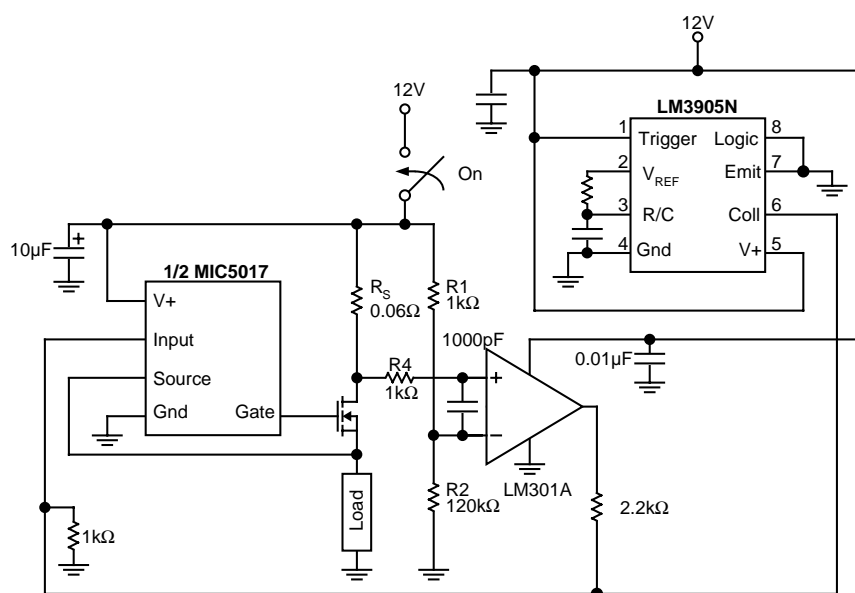 12V
LM3905N
1
Trigger
Logic
8
2
VREF
Emit
7
3
R/C
Coll
6
4
Gnd
V+
5
12V
On
10µF
+
1/2 MIC5017
V+
Input
Source
Gnd
Gate
RS
0.06Ω
R1
1kΩ
1000pF
R4
1kΩ
+
−
0.01µF
LM301A
R2
120kΩ
2.2kΩ
Load
1kΩ